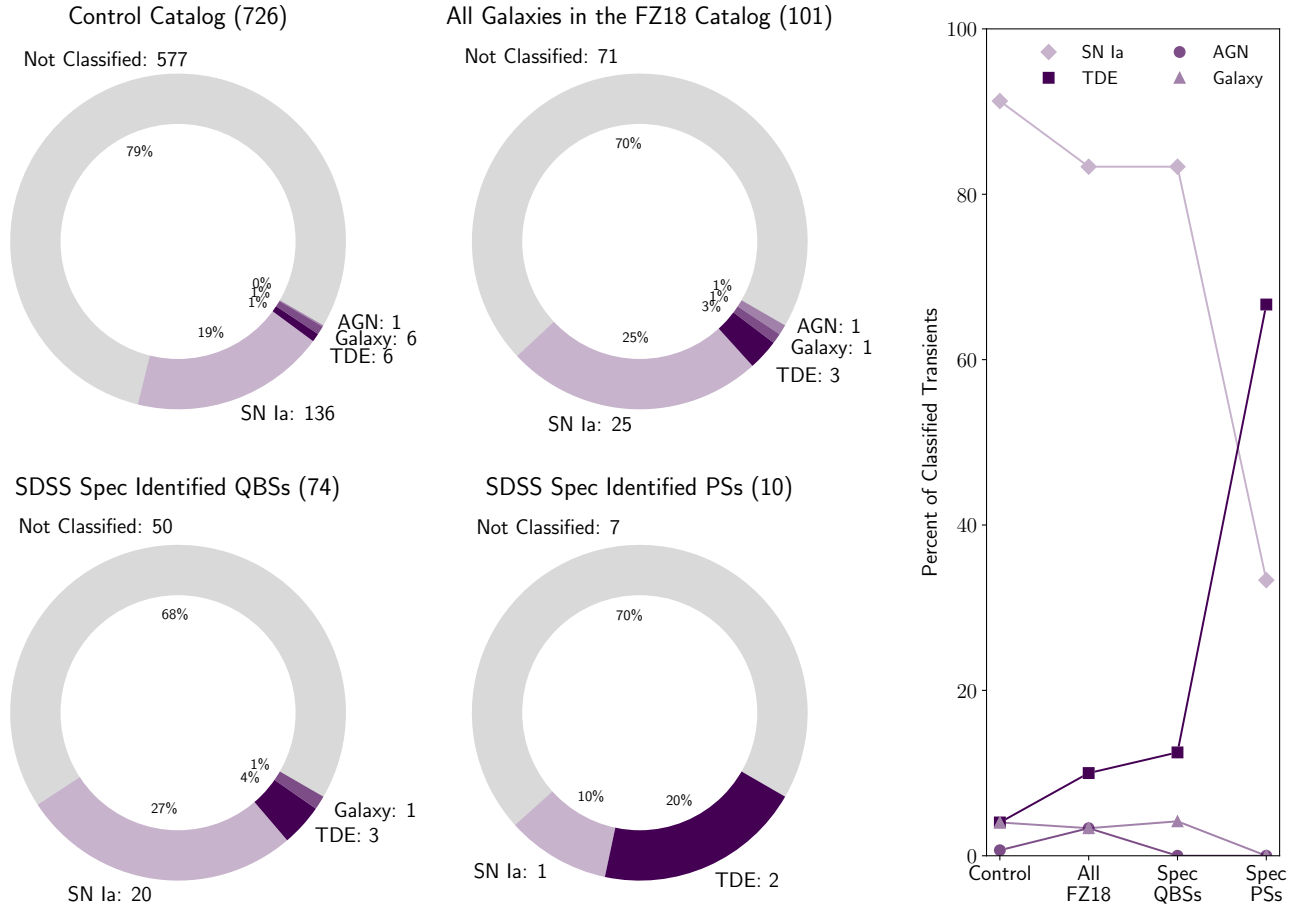 Control Catalog (726)
Not Classified: 577
79%
0%
1%
1%
19%
AGN: 1
Galaxy: 6
TDE: 6
SN Ia: 136
All Galaxies in the FZ18 Catalog (101)
Not Classified: 71
70%
1%
1%
3%
25%
AGN: 1
Galaxy: 1
TDE: 3
SN Ia: 25
SDSS Spec Identified QBSs (74)
Not Classified: 50
68%
1%
4%
27%
Galaxy: 1
TDE: 3
SN Ia: 20
SDSS Spec Identified PSs (10)
Not Classified: 7
70%
10%
20%
SN Ia: 1
TDE: 2
Percent of Classified Transients
100
80
60
40
20
0
SN Ia
TDE
AGN
Galaxy
Control
All
FZ18
Spec
QBSs
Spec
PSs